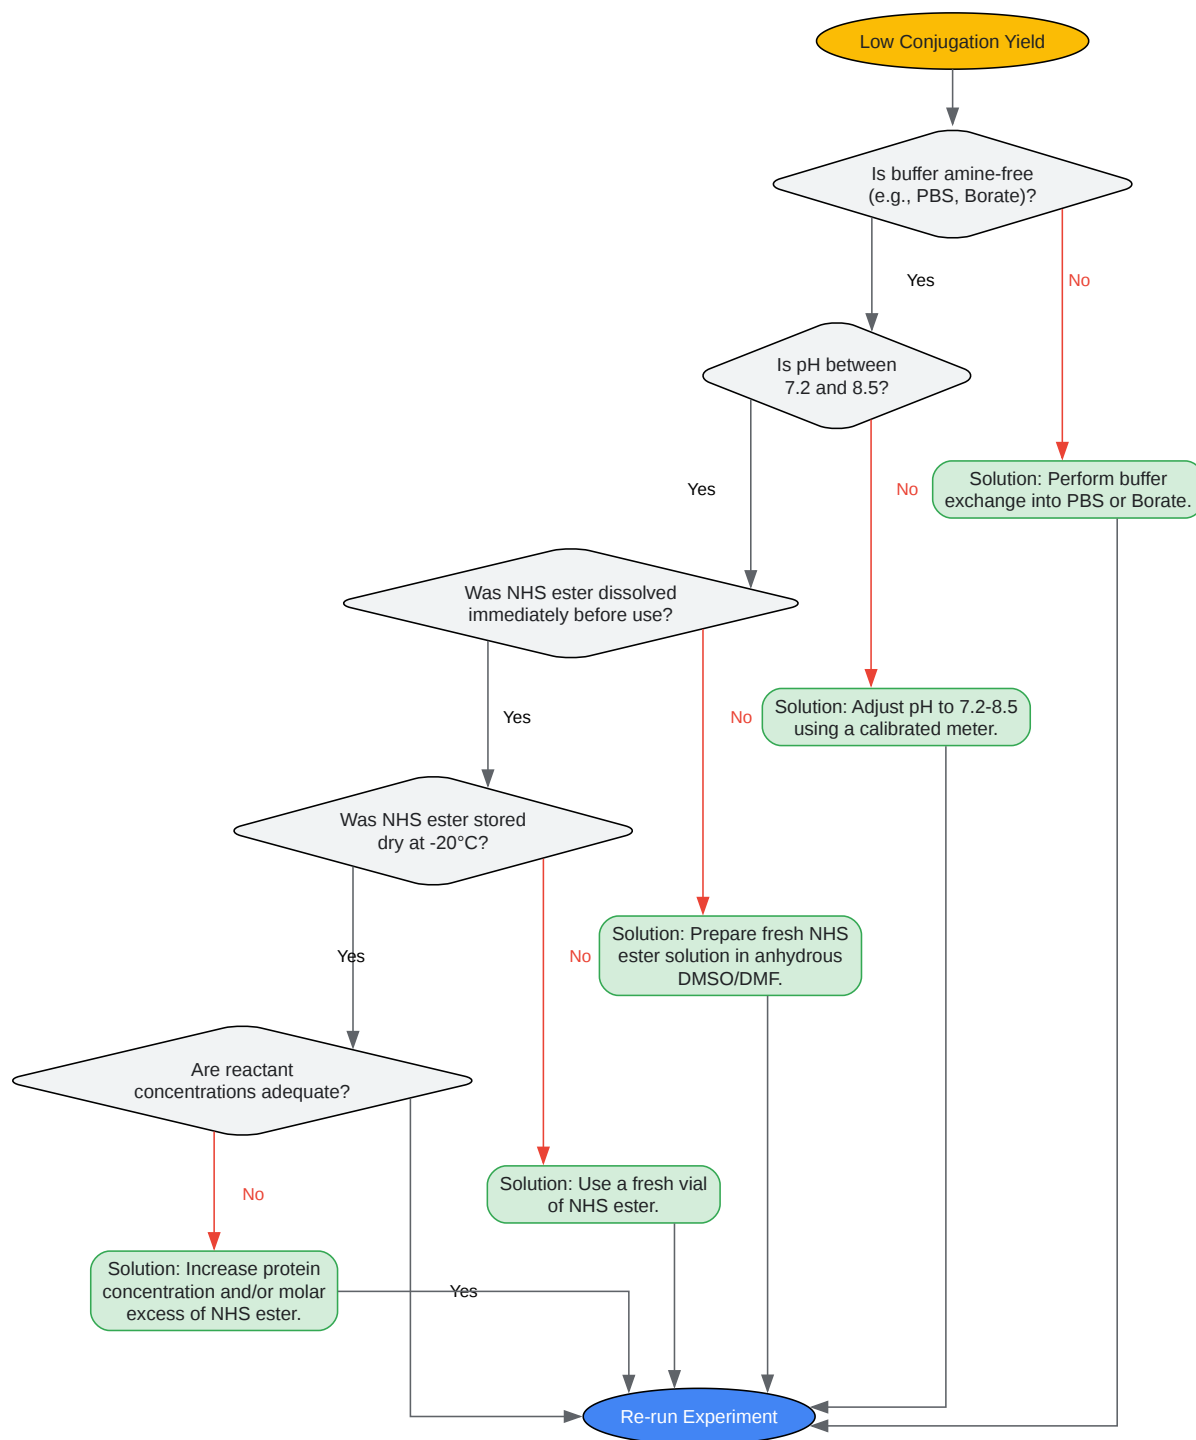 Low Conjugation Yield
Is buffer amine-free
(e.g., PBS, Borate)?
Yes
No
Is pH between
7.2 and 8.5?
Yes
No
Solution: Perform buffer
exchange into PBS or Borate.
Was NHS ester dissolved
immediately before use?
Yes
No
Solution: Adjust pH to 7.2-8.5
using a calibrated meter.
Was NHS ester stored
dry at -20°C?
Yes
No
Solution: Prepare fresh NHS
ester solution in anhydrous
DMSO/DMF.
Are reactant
concentrations adequate?
No
Solution: Use a fresh vial
of NHS ester.
Solution: Increase protein
concentration and/or molar
excess of NHS ester.
Yes
Re-run Experiment